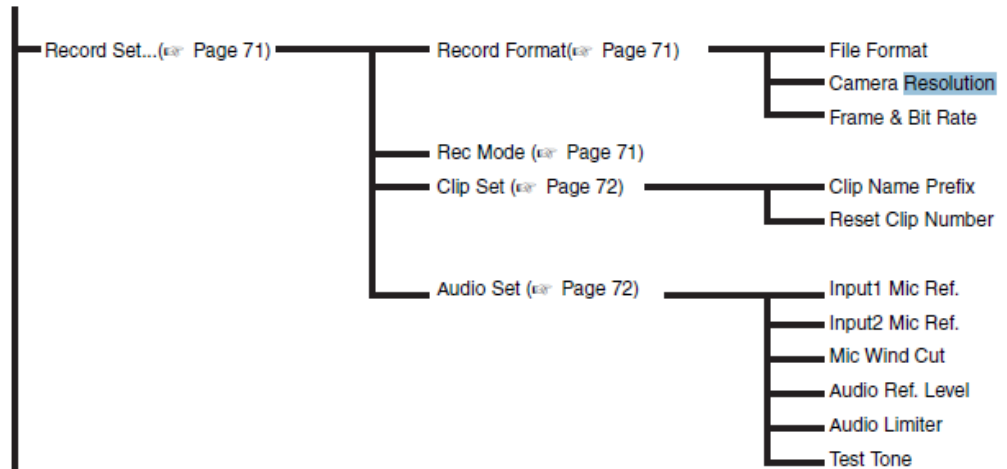 Record Set...(☞ Page 71)
Record Format(☞ Page 71)
File Format
Camera Resolution
Frame & Bit Rate
Rec Mode (☞ Page 71)
Clip Set (☞ Page 72)
Clip Name Prefix
Reset Clip Number
Audio Set (☞ Page 72)
Input1 Mic Ref.
Input2 Mic Ref.
Mic Wind Cut
Audio Ref. Level
Audio Limiter
Test Tone